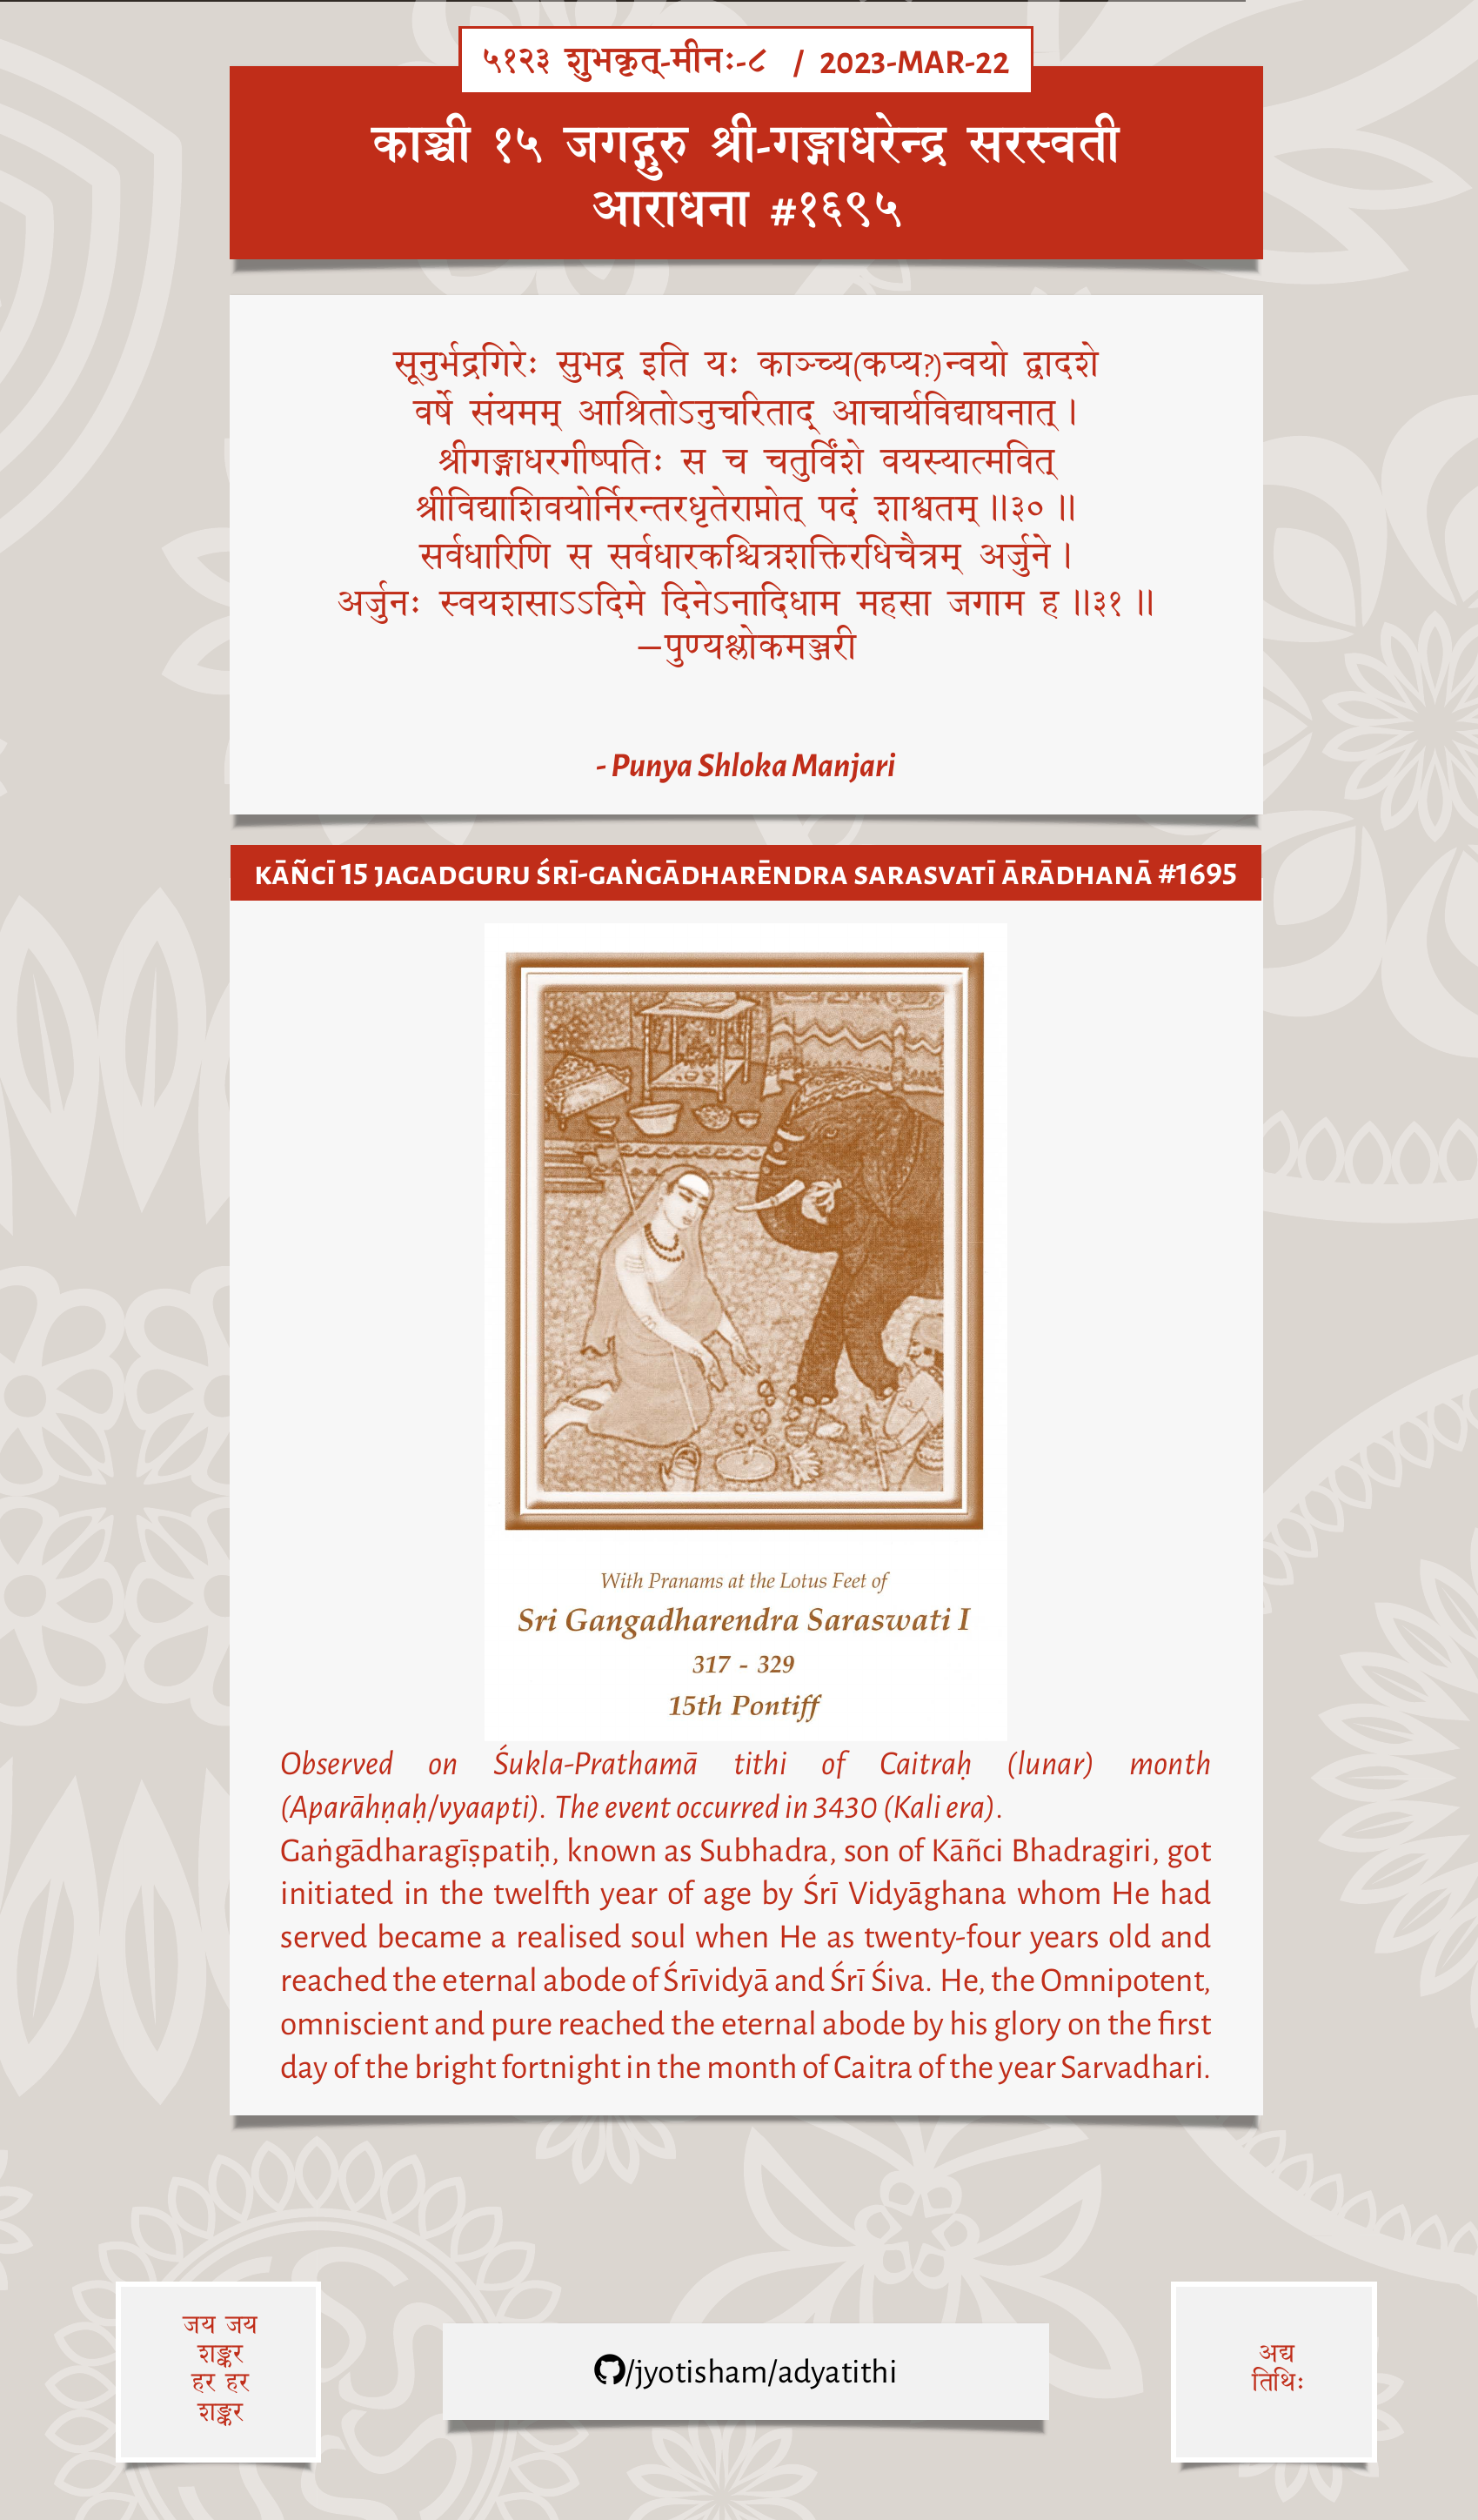 ५१२३ शुभकृत्-मीनः-८ / 2023-MAR-22
काञ्ची १५ जगद्गुरु श्री-गङ्गाधरेन्द्र सरस्वती
आराधना #१६९५
सूनुर्भद्रगिरेः सुभद्र इति यः काञ्च्य(कप्य?)न्वयो द्वादशे
वर्षे संयमम् आश्रितोऽनुचरिताद् आचार्यविद्याघनात् ।
श्रीगङ्गाधरगीष्पतिः स च चतुर्विंशे वयस्यात्मवित्
श्रीविद्याशिवयोर्निरन्तरधृतेराप्नोत् पदं शाश्वतम् ॥३० ॥
सर्वधारिणि स सर्वधारकश्चित्रशक्तिरधिचैत्रम् अर्जुने ।
अर्जुनः स्वयशसाऽऽदिमे दिनेऽनादिधाम महसा जगाम ह ॥३१ ॥
—पुण्यश्लोकमञ्जरी
- Punya Shloka Manjari
KĀÑCĪ 15 JAGADGURU ŚRĪ-GAṄGĀDHARĒNDRA SARASVATĪ ĀRĀDHANĀ #1695
With Pranams at the Lotus Feet of
Sri Gangadharendra Saraswati I
317 - 329
15th Pontiff
Observed on Śukla-Prathamā tithi of Caitraḥ (lunar) month
(Aparāhṇaḥ/vyaapti). The event occurred in 3430 (Kali era).
Gaṅgādharagīṣpatiḥ, known as Subhadra, son of Kāñci Bhadragiri, got
initiated in the twelfth year of age by Śrī Vidyāghana whom He had
served became a realised soul when He as twenty-four years old and
reached the eternal abode of Śrīvidyā and Śrī Śiva. He, the Omnipotent,
omniscient and pure reached the eternal abode by his glory on the first
day of the bright fortnight in the month of Caitra of the year Sarvadhari.
जय जय
शङ्कर
हर हर
शङ्कर
/jyotisham/adyatithi
अद्य
तिथिः